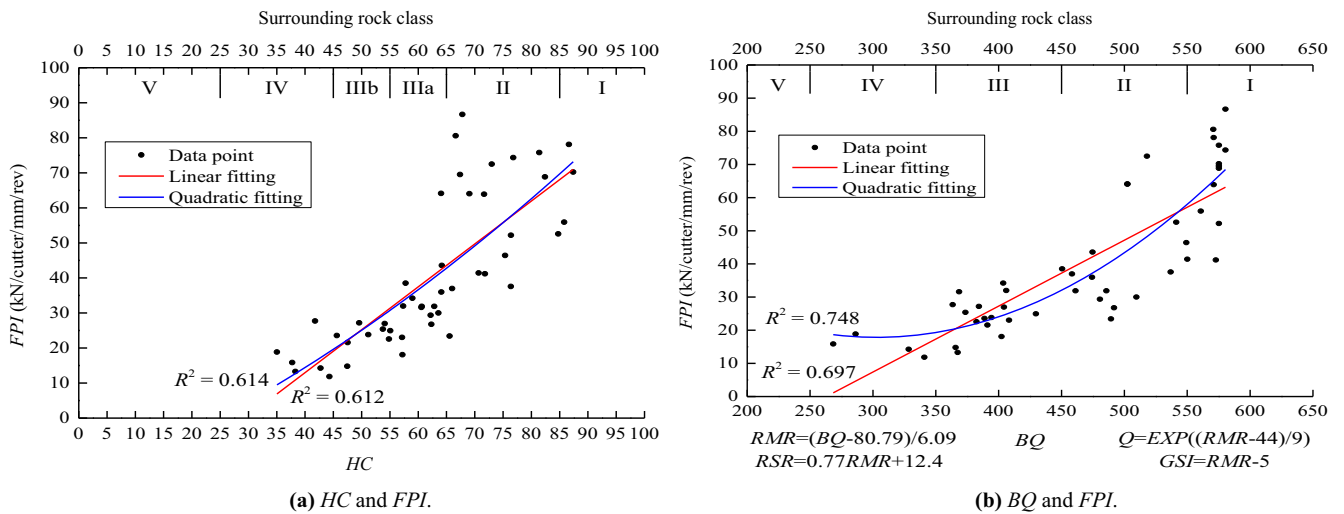 Surrounding rock class
0 5 10 15 20 25 30 35 40 45 50 55 60 65 70 75 80 85 90 95 100
100
90
80
70
60
50
40
30
20
10
0
V IV IIIb IIIa II I
Data point
Linear fitting
Quadratic fitting
FPI (kN/cutter/mm/rev)
R² = 0.614
R² = 0.612
0 5 10 15 20 25 30 35 40 45 50 55 60 65 70 75 80 85 90 95 100
HC
(a) HC and FPI.
Surrounding rock class
200 250 300 350 400 450 500 550 600 650
100
90
80
70
60
50
40
30
20
10
0
V IV III II I
Data point
Linear fitting
Quadratic fitting
FPI (kN/cutter/mm/rev)
R² = 0.748
R² = 0.697
200 250 300 350 400 450 500 550 600 650
RMR=(BQ-80.79)/6.09 BQ Q=EXP((RMR-44)/9)
RSR=0.77RMR+12.4 GSI=RMR-5
(b) BQ and FPI.